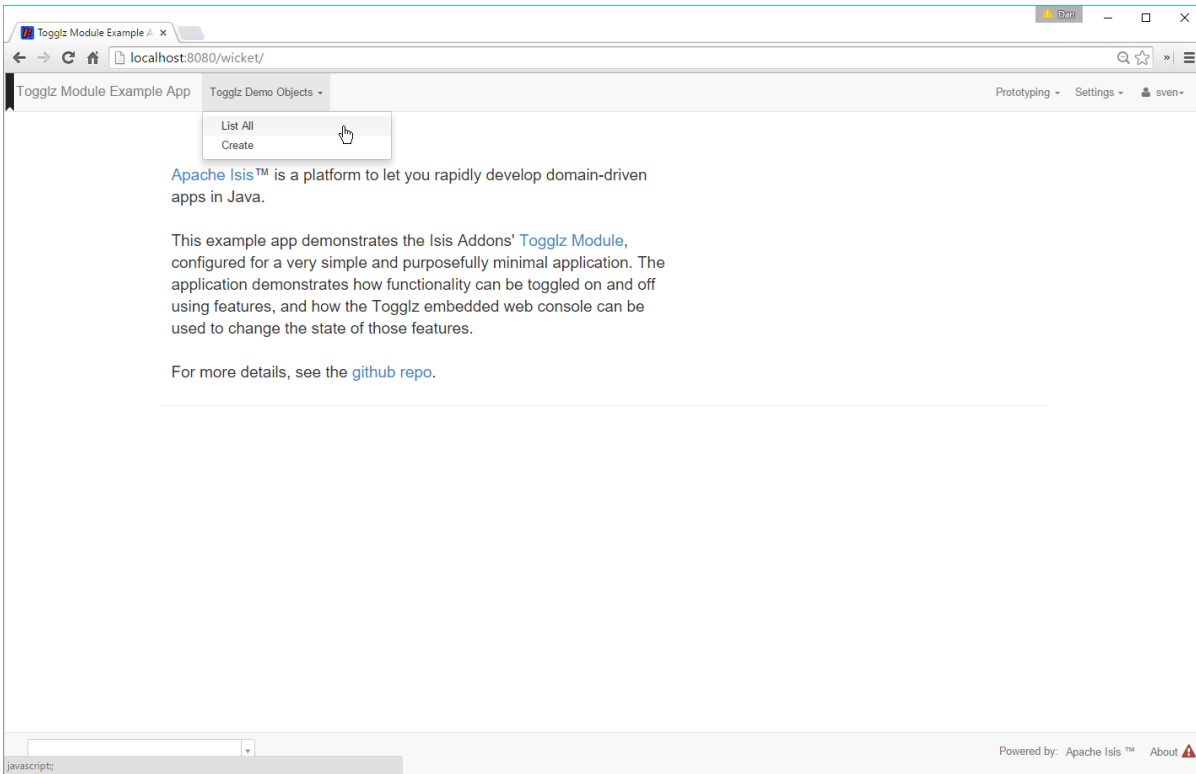 Dan
Togglz Module Example A
localhost:8080/wicket/
Togglz Module Example App Togglz Demo Objects Prototyping Settings sven
List All
Create
Apache Isis™ is a platform to let you rapidly develop domain-driven
apps in Java.
This example app demonstrates the Isis Addons' Togglz Module,
configured for a very simple and purposefully minimal application. The
application demonstrates how functionality can be toggled on and off
using features, and how the Togglz embedded web console can be
used to change the state of those features.
For more details, see the github repo.
Powered by: Apache Isis ™ About
javascript:;